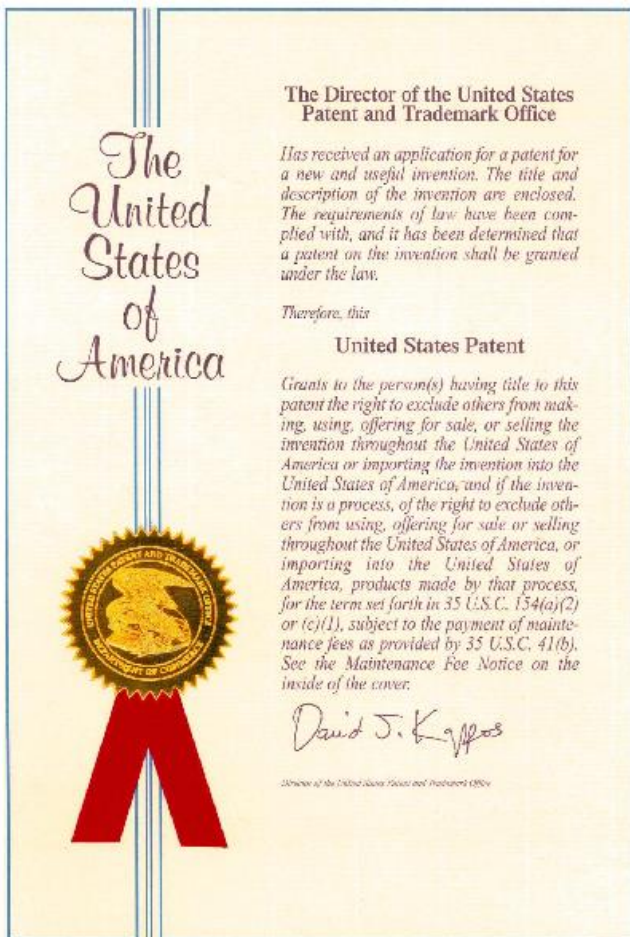 The
United
States
of
America
The Director of the United States
Patent and Trademark Office
Has received an application for a patent for
a new and useful invention. The title and
description of the invention are enclosed.
The requirements of law have been com-
plied with, and it has been determined that
a patent on the invention shall be granted
under the law.
Therefore, this
United States Patent
Grants to the person(s) having title to this
patent the right to exclude others from mak-
ing, using, offering for sale, or selling the
invention throughout the United States of
America or importing the invention into the
United States of America, and if the inven-
tion is a process, of the right to exclude oth-
ers from using, offering for sale or selling
throughout the United States of America, or
importing into the United States of
America, products made by that process,
for the term set forth in 35 U.S.C. 154(a)(2)
or (c)(1), subject to the payment of mainte-
nance fees as provided by 35 U.S.C. 41(b).
See the Maintenance Fee Notice on the
inside of the cover.
David J. Kappos
Director of the United States Patent and Trademark Office
UNITED STATES PATENT AND TRADEMARK OFFICE
DEPARTMENT OF COMMERCE